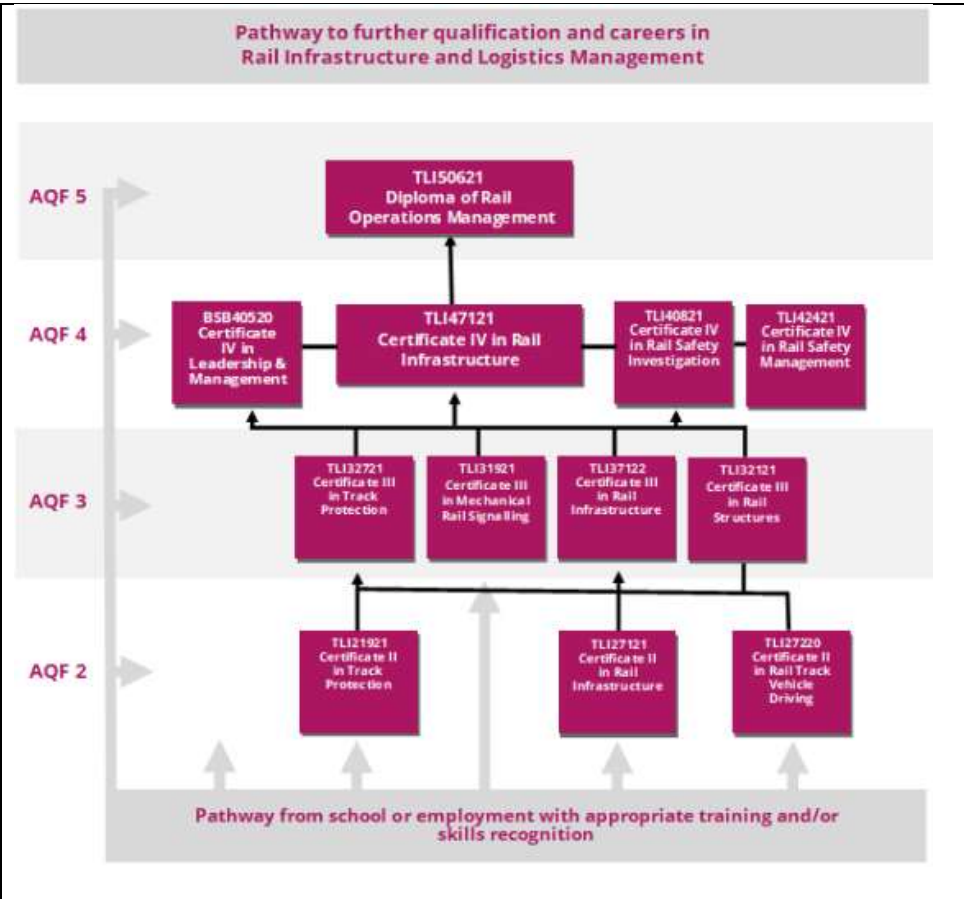 Pathway to further qualification and careers in
Rail Infrastructure and Logistics Management
AQF 5
TLI50621
Diploma of Rail
Operations Management
AQF 4
BSB40520
Certificate
IV in
Leadership &
Management
TLI47121
Certificate IV in Rail
Infrastructure
TLI40821
Certificate IV
in Rail Safety
Investigation
TLI42421
Certificate IV
in Rail Safety
Management
AQF 3
TLI32721
Certificate III
in Track
Protection
TLI31921
Certificate III
in Mechanical
Rail Signalling
TLI37122
Certificate III
in Rail
Infrastructure
TLI32121
Certificate III
in Rail
Structures
AQF 2
TLI21921
Certificate II
in Track
Protection
TLI27121
Certificate II
in Rail
Infrastructure
TLI27220
Certificate II
in Rail Track
Vehicle
Driving
Pathway from school or employment with appropriate training and/or
skills recognition